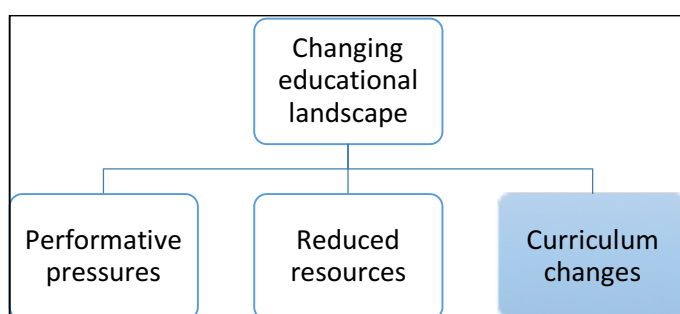 Changing
educational
landscape
Performative
pressures
Reduced
resources
Curriculum
changes